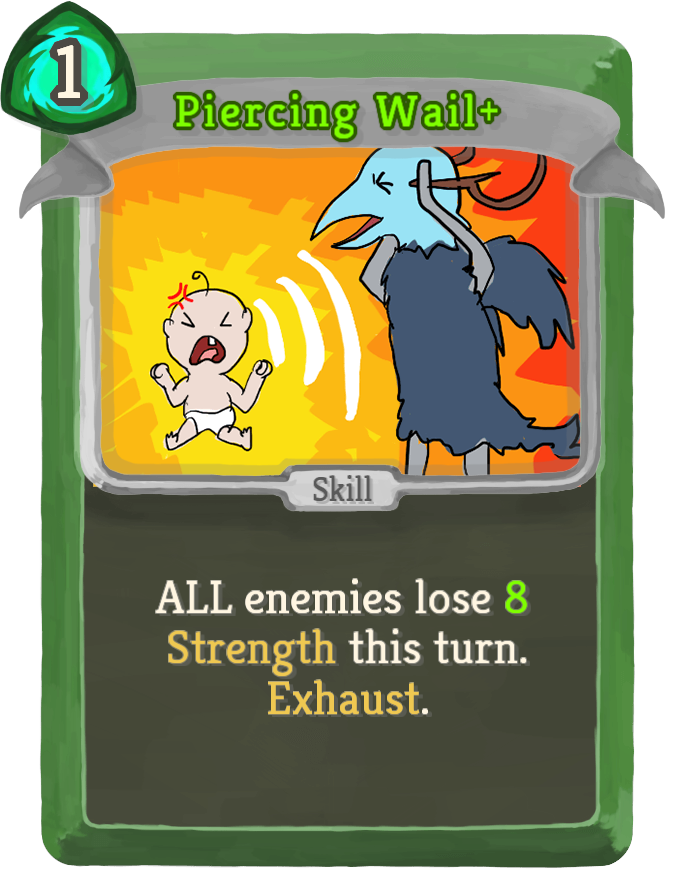 1
Piercing Wail+
Skill
ALL enemies lose 8
Strength this turn.
Exhaust.